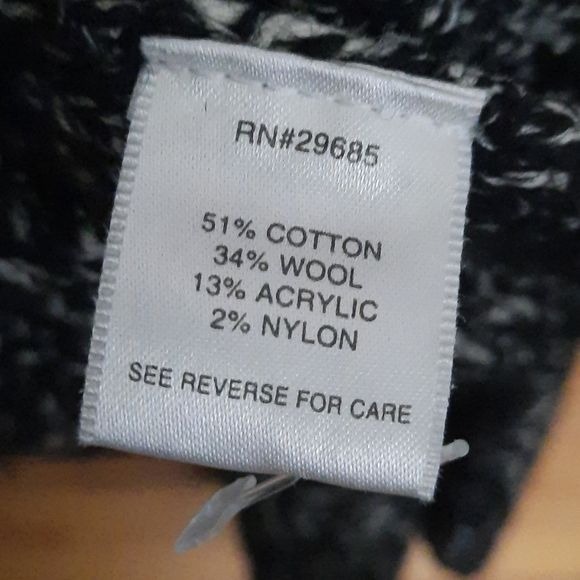 RN#29685
51% COTTON
34% WOOL
13% ACRYLIC
2% NYLON
SEE REVERSE FOR CARE